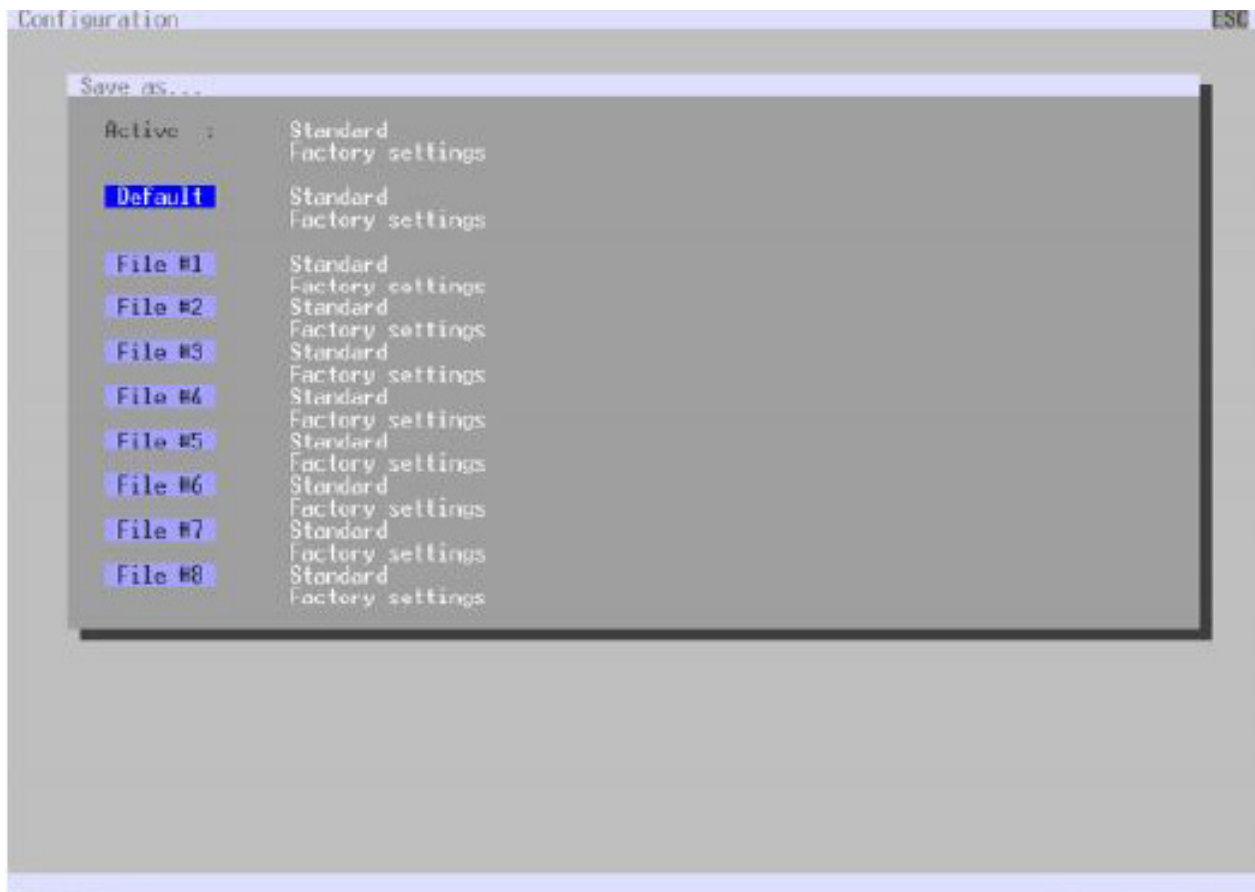 Configuration ESC
Save as...
Active : Standard
Factory settings
Default Standard
Factory settings
File #1 Standard
Factory settings
File #2 Standard
Factory settings
File #3 Standard
Factory settings
File #4 Standard
Factory settings
File #5 Standard
Factory settings
File #6 Standard
Factory settings
File #7 Standard
Factory settings
File #8 Standard
Factory settings